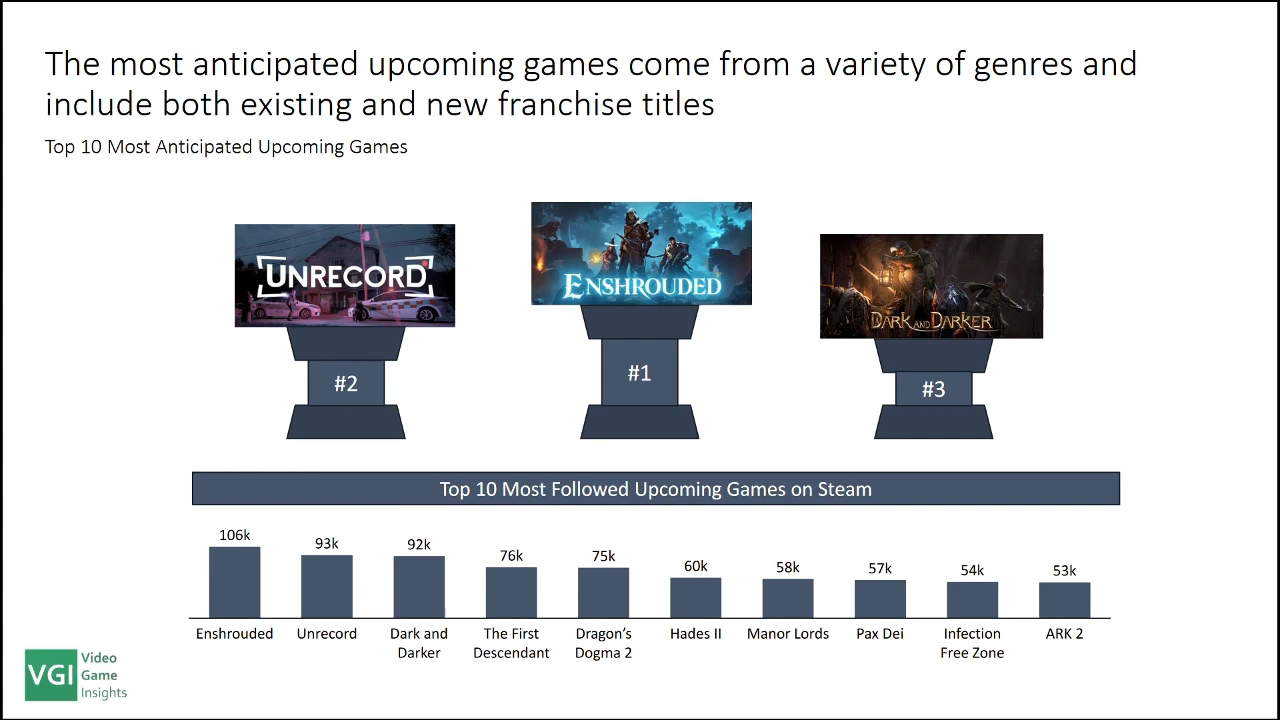 The most anticipated upcoming games come from a variety of genres and
include both existing and new franchise titles
Top 10 Most Anticipated Upcoming Games
UNRECORD
ENSHROUDED
DARK AND DARKER
#2
#1
#3
Top 10 Most Followed Upcoming Games on Steam
106k
93k
92k
76k
75k
60k
58k
57k
54k
53k
Enshrouded
Unrecord
Dark and
Darker
The First
Descendant
Dragon's
Dogma 2
Hades II
Manor Lords
Pax Dei
Infection
Free Zone
ARK 2
VGI
Video
Game
Insights